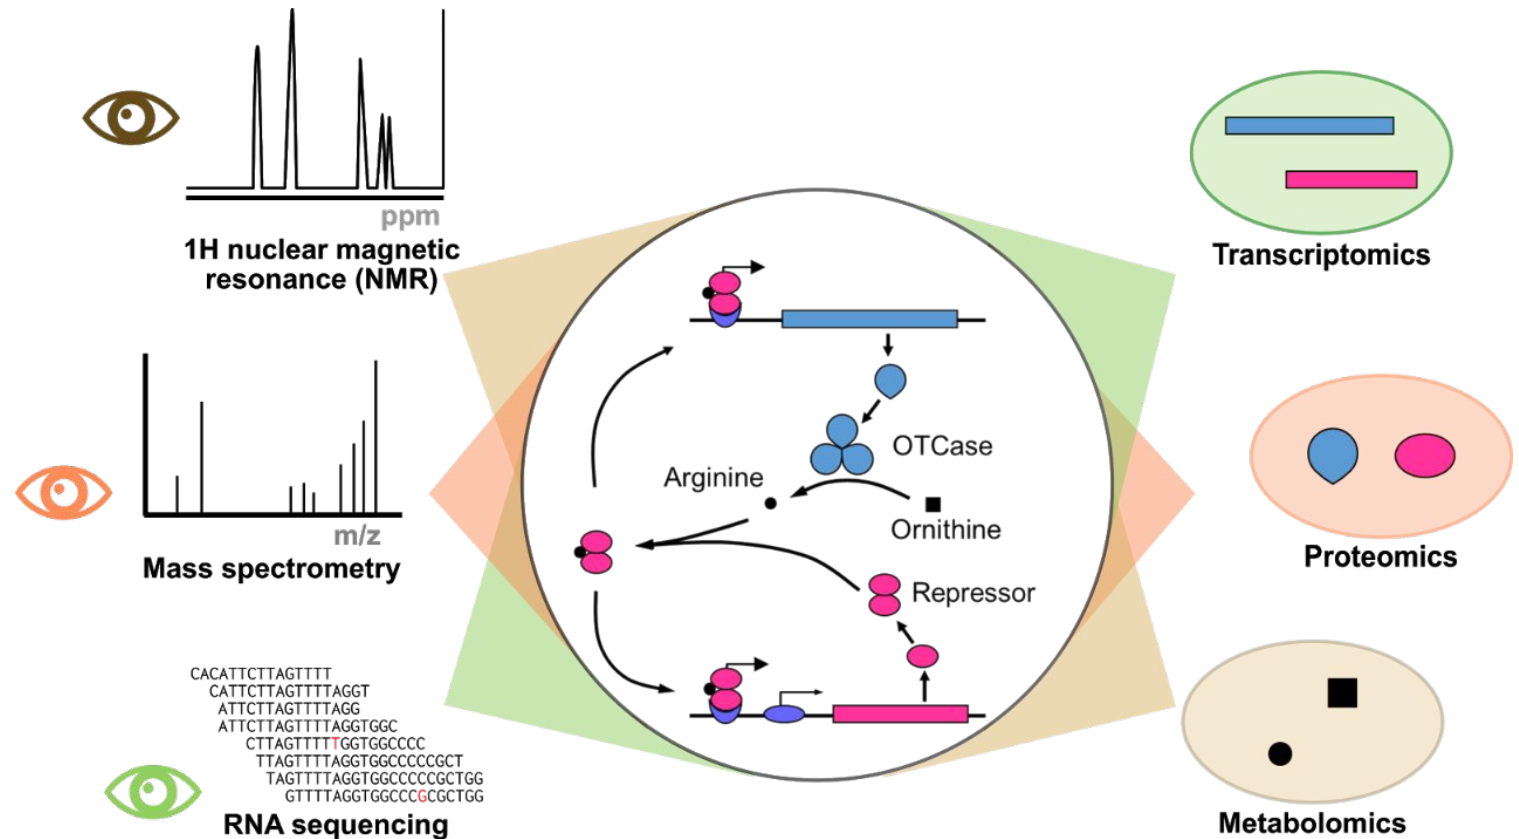 ppm
1H nuclear magnetic
resonance (NMR)
m/z
Mass spectrometry
CACATTCTTAGTTTT
CATTCTTAGTTTTAGGT
ATTCTTAGTTTTAGG
ATTCTTAGTTTTAGGTGGC
CTTAGTTTTTGGTGGCCCC
TTAGTTTTAGGTGGCCCCCGCT
TAGTTTTAGGTGGCCCCCGCTGG
GTTTTAGGTGGCCCGCGCTGG
RNA sequencing
OTCase
Arginine
Ornithine
Repressor
Transcriptomics
Proteomics
Metabolomics